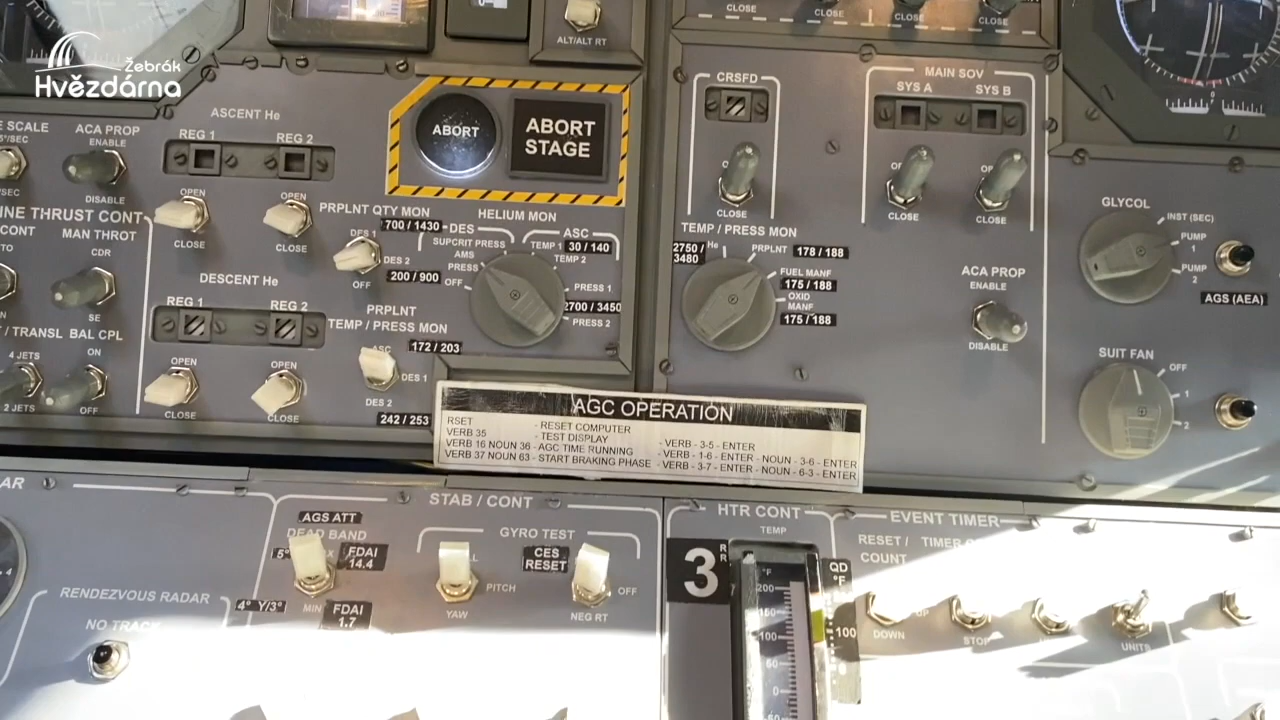 Hvězdárna
Žebrák
CLOSE
CLOSE
CLOSE
CLOSE
ALT/ALT RT
ASCENT He
REG 1
REG 2
SCALE
ACA PROP
ENABLE
DISABLE
ABORT
ABORT
STAGE
OPEN
CLOSE
OPEN
CLOSE
THRUST CONT
CONT
MAN THROT
CDR
SE
BAL CPL
ON
OFF
4 JETS
2 JETS
TRANSL
DESCENT He
REG 1
REG 2
OPEN
CLOSE
OPEN
CLOSE
PRPLNT QTY MON
700 / 1430
DES 1
DES 2
OFF
200 / 900
PRPLNT
TEMP / PRESS MON
172 / 203
ASC
DES 1
DES 2
242 / 253
HELIUM MON
DES
ASC
SUPCRIT PRESS
AMS
PRESS
OFF
TEMP 1
30 / 140
TEMP 2
PRESS 1
2700 / 3450
PRESS 2
CRSFD
CLOSE
MAIN SOV
SYS A
SYS B
CLOSE
CLOSE
TEMP / PRESS MON
2750 /
3480
He
PRPLNT
178 / 188
FUEL MANF
175 / 188
OXID
MANF
175 / 188
ACA PROP
ENABLE
DISABLE
GLYCOL
INST (SEC)
PUMP
1
PUMP
2
AGS (AEA)
SUIT FAN
OFF
1
2
AGC OPERATION
RSET - RESET COMPUTER
VERB 35 - TEST DISPLAY - VERB - 3-5 - ENTER
VERB 16 NOUN 36 - AGC TIME RUNNING - VERB - 1-6 - ENTER - NOUN - 3-6 - ENTER
VERB 37 NOUN 63 - START BRAKING PHASE - VERB - 3-7 - ENTER - NOUN - 6-3 - ENTER
STAB / CONT
AGS ATT
DEAD BAND
5°
FDAI
14.4
MIN
4° Y/3°
FDAI
1.7
GYRO TEST
CES
RESET
PITCH
YAW
OFF
NEG RT
RENDEZVOUS RADAR
NO TRACK
HTR CONT
TEMP
3
°F
200
150
100
60
0
QD
°F
100
EVENT TIMER
RESET /
COUNT
TIMER
UP
DOWN
STOP
UNITS